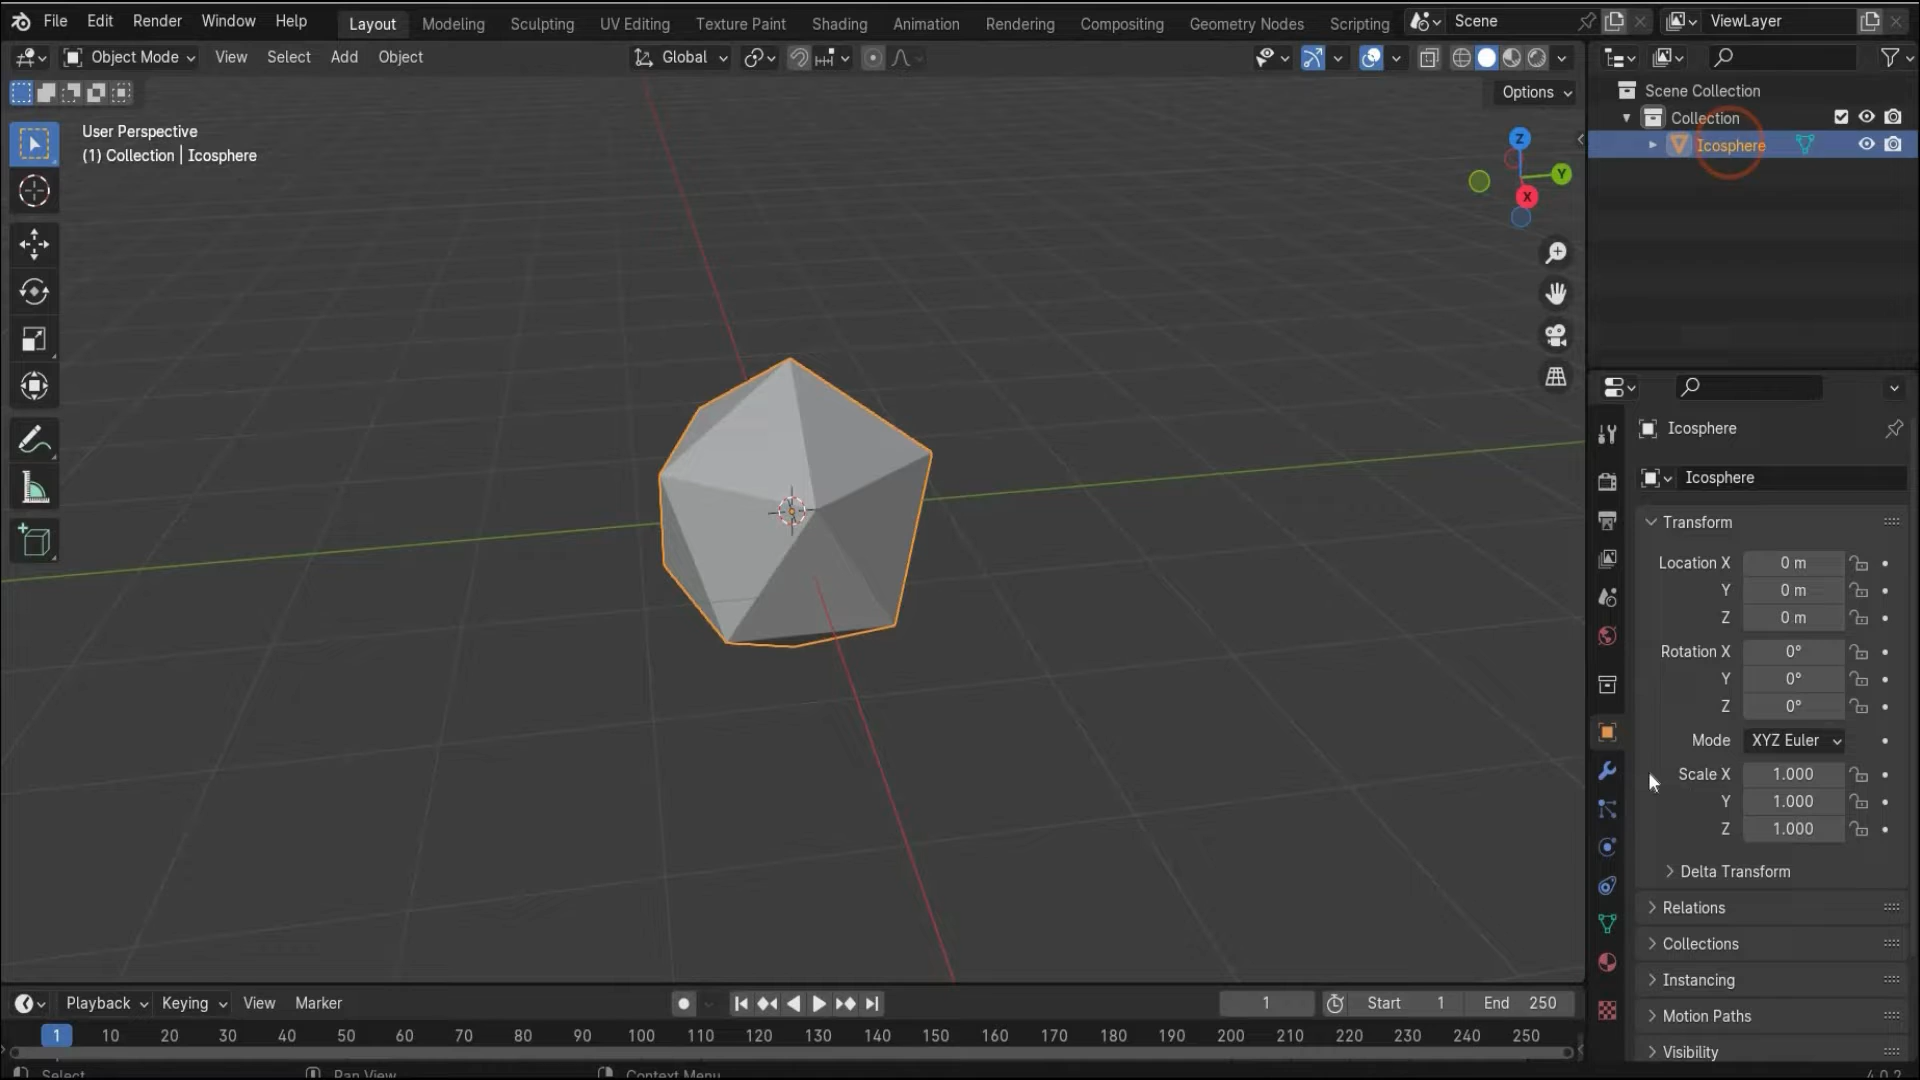 File Edit Render Window Help Layout Modeling Sculpting UV Editing Texture Paint Shading Animation Rendering Compositing Geometry Nodes Scripting Scene ViewLayer
Object Mode View Select Add Object Global
Options
User Perspective
(1) Collection | Icosphere
Z
Y
X
Scene Collection
Collection
Icosphere
Icosphere
Icosphere
Transform
Location X 0 m
Y 0 m
Z 0 m
Rotation X 0°
Y 0°
Z 0°
Mode XYZ Euler
Scale X 1.000
Y 1.000
Z 1.000
Delta Transform
Relations
Collections
Instancing
Motion Paths
Visibility
Playback Keying View Marker 1 Start 1 End 250
1 10 20 30 40 50 60 70 80 90 100 110 120 130 140 150 160 170 180 190 200 210 220 230 240 250
Select Pan View Context Menu 4.0.2